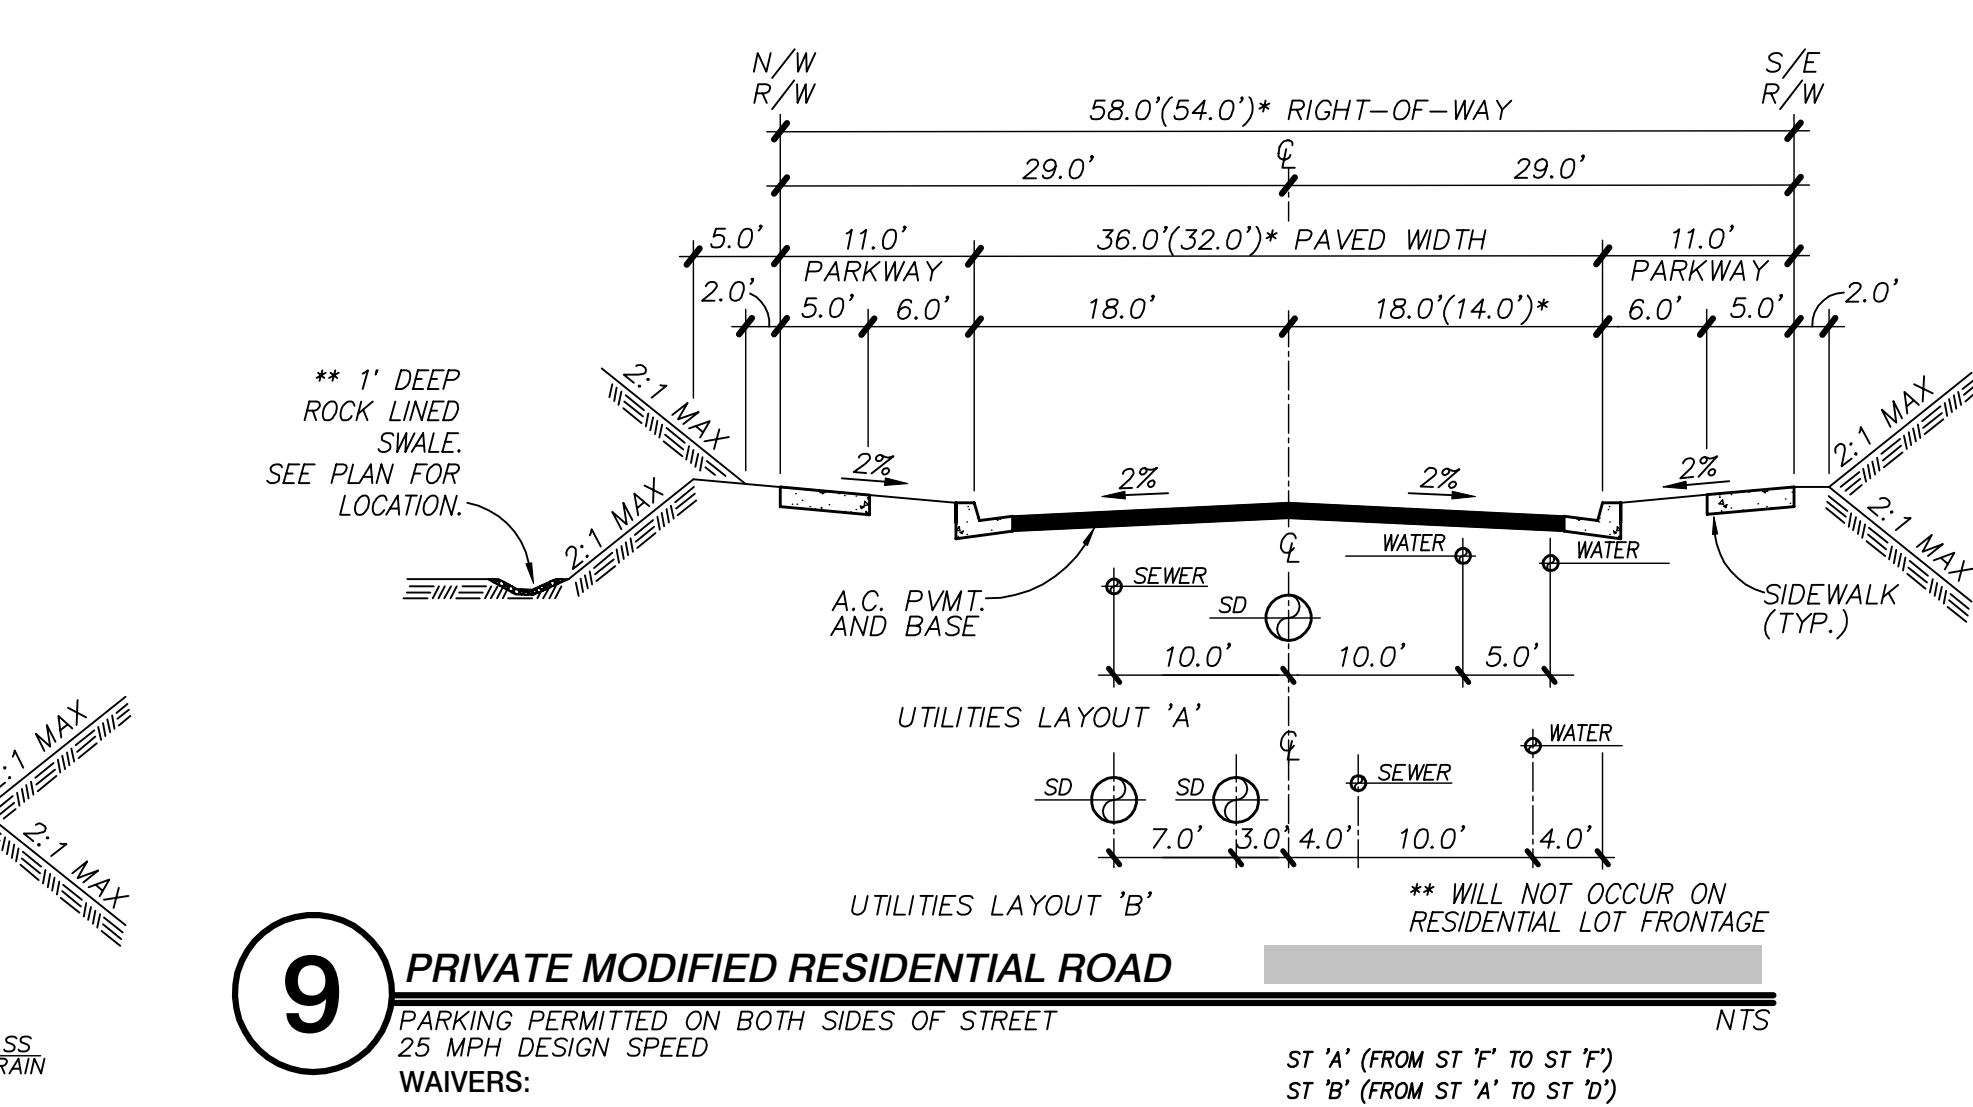 N/W
R/W
S/E
R/W
58.0'(54.0')* RIGHT-OF-WAY
℄
29.0'
29.0'
5.0'
11.0'
36.0'(32.0')* PAVED WIDTH
11.0'
PARKWAY
PARKWAY
2.0'
5.0'
6.0'
18.0'
18.0'(14.0')*
6.0'
5.0'
2.0'
** 1' DEEP
ROCK LINED
SWALE.
SEE PLAN FOR
LOCATION.
2:1 MAX
2:1 MAX
2%
2%
2%
2%
2:1 MAX
2:1 MAX
A.C. PVMT.
AND BASE
SEWER
℄
SD
WATER
WATER
SIDEWALK
(TYP.)
10.0'
10.0'
5.0'
UTILITIES LAYOUT 'A'
℄
WATER
SD
SD
SEWER
7.0'
3.0'
4.0'
10.0'
4.0'
UTILITIES LAYOUT 'B'
** WILL NOT OCCUR ON
RESIDENTIAL LOT FRONTAGE
:1 MAX
2:1 MAX
9
PRIVATE MODIFIED RESIDENTIAL ROAD
PARKING PERMITTED ON BOTH SIDES OF STREET
NTS
25 MPH DESIGN SPEED
WAIVERS:
SS
RAIN
ST 'A' (FROM ST 'F' TO ST 'F')
ST 'B' (FROM ST 'A' TO ST 'D')